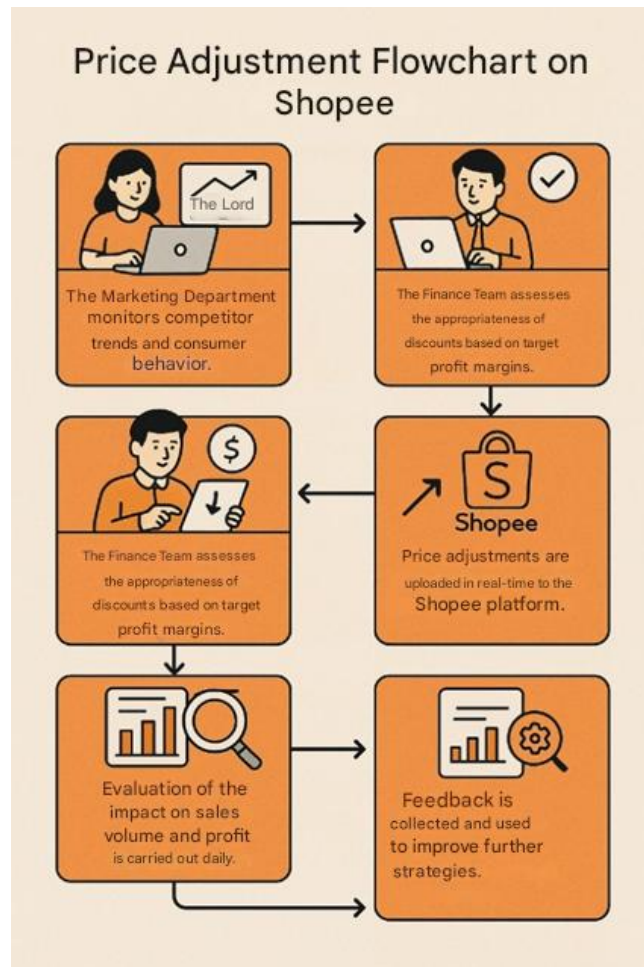 Price Adjustment Flowchart on
Shopee
The Lord
The Marketing Department
monitors competitor
trends and consumer
behavior.
The Finance Team assesses
the appropriateness of
discounts based on target
profit margins.
$
The Finance Team assesses
the appropriateness of
discounts based on target
profit margins.
S
Shopee
Price adjustments are
uploaded in real-time to the
Shopee platform.
Evaluation of the
impact on sales
volume and profit
is carried out daily.
Feedback is
collected and used
to improve further
strategies.